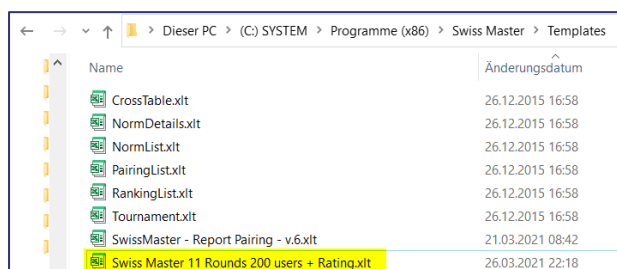 Dieser PC > (C:) SYSTEM > Programme (x86) > Swiss Master > Templates
Name Änderungsdatum
CrossTable.xlt 26.12.2015 16:58
NormDetails.xlt 26.12.2015 16:58
NormList.xlt 26.12.2015 16:58
PairingList.xlt 26.12.2015 16:58
RankingList.xlt 26.12.2015 16:58
Tournament.xlt 26.12.2015 16:58
SwissMaster - Report Pairing - v.6.xlt 21.03.2021 08:42
Swiss Master 11 Rounds 200 users + Rating.xlt 26.03.2021 22:18